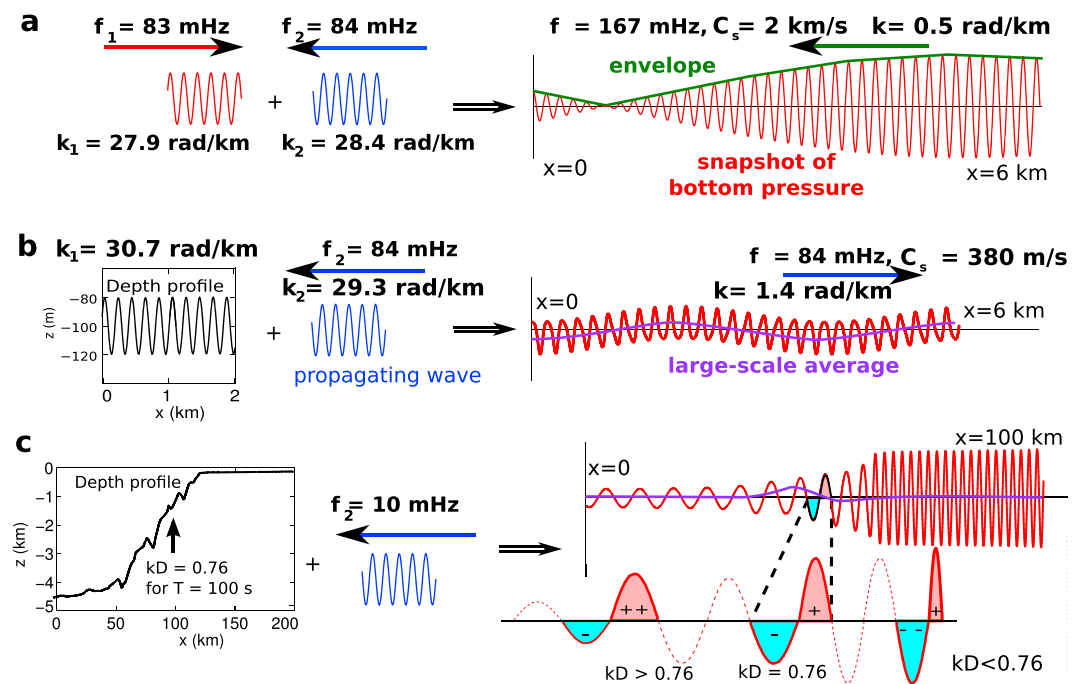 a
f1 = 83 mHz
f2 = 84 mHz
+
k1 = 27.9 rad/km
k2 = 28.4 rad/km
f = 167 mHz, Cs = 2 km/s k= 0.5 rad/km
envelope
snapshot of
bottom pressure
x=0
x=6 km
b
k1= 30.7 rad/km
f2 = 84 mHz
k2= 29.3 rad/km
Depth profile
z (m)
−80
−100
−120
0 1 2
x (km)
+
propagating wave
f = 84 mHz, Cs = 380 m/s
k= 1.4 rad/km
x=0
x=6 km
large-scale average
c
Depth profile
z (km)
0
−1
−2
−3
−4
−5
kD = 0.76
for T = 100 s
0 50 100 150 200
x (km)
+
f2 = 10 mHz
x=0
x=100 km
- ++ - + - - +
kD > 0.76
kD = 0.76
kD<0.76